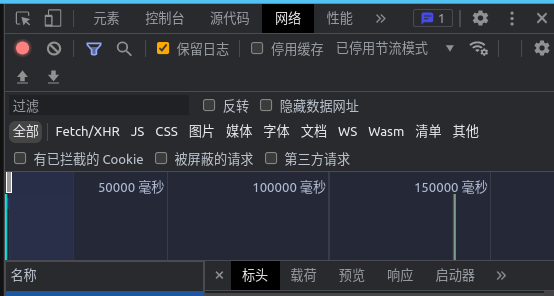 元素 控制台 源代码 网络 性能 » 1
保留日志 停用缓存 已停用节流模式
过滤 反转 隐藏数据网址
全部 Fetch/XHR JS CSS 图片 媒体 字体 文档 WS Wasm 清单 其他
有已拦截的 Cookie 被屏蔽的请求 第三方请求
50000 毫秒 100000 毫秒 150000 毫秒
名称 × 标头 载荷 预览 响应 启动器 »